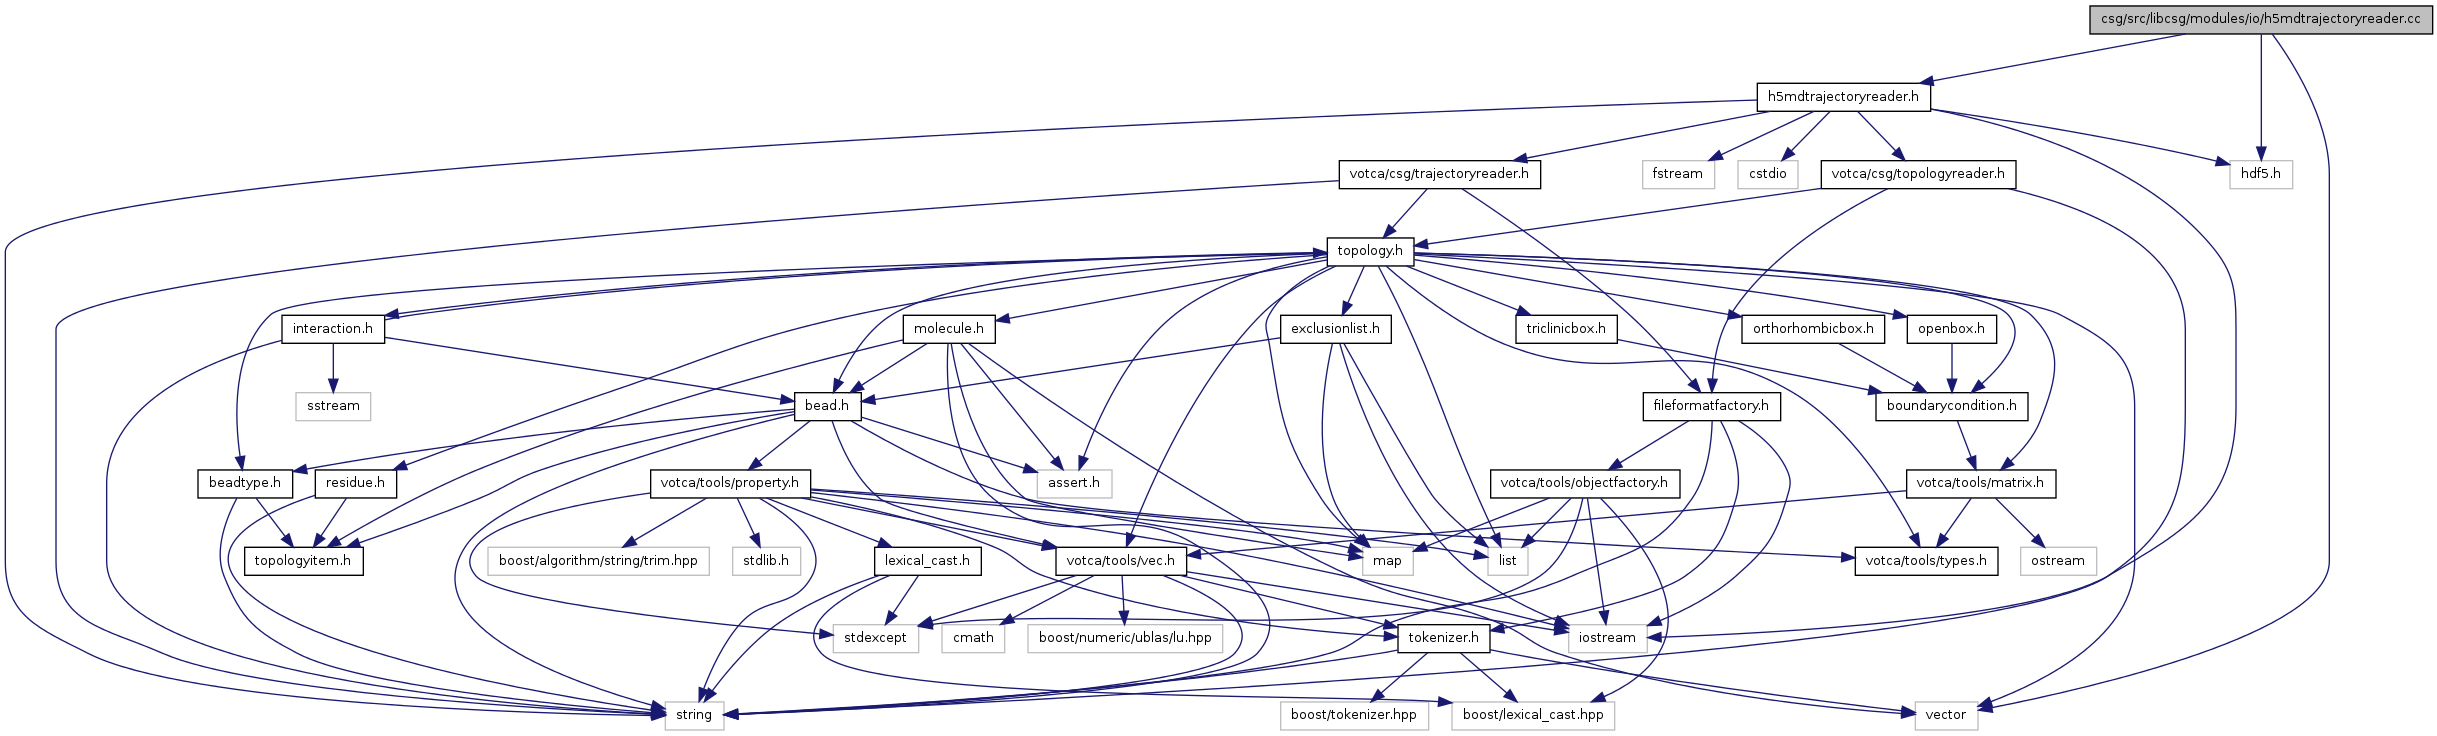 csg/src/libcsg/modules/io/h5mdtrajectoryreader.cc
h5mdtrajectoryreader.h
votca/csg/trajectoryreader.h
fstream
cstdio
votca/csg/topologyreader.h
hdf5.h
topology.h
interaction.h
molecule.h
exclusionlist.h
triclinicbox.h
orthorhombicbox.h
openbox.h
sstream
bead.h
fileformatfactory.h
boundarycondition.h
beadtype.h
residue.h
votca/tools/property.h
assert.h
votca/tools/objectfactory.h
votca/tools/matrix.h
topologyitem.h
boost/algorithm/string/trim.hpp
stdlib.h
lexical_cast.h
votca/tools/vec.h
map
list
votca/tools/types.h
ostream
stdexcept
cmath
boost/numeric/ublas/lu.hpp
tokenizer.h
iostream
string
boost/tokenizer.hpp
boost/lexical_cast.hpp
vector